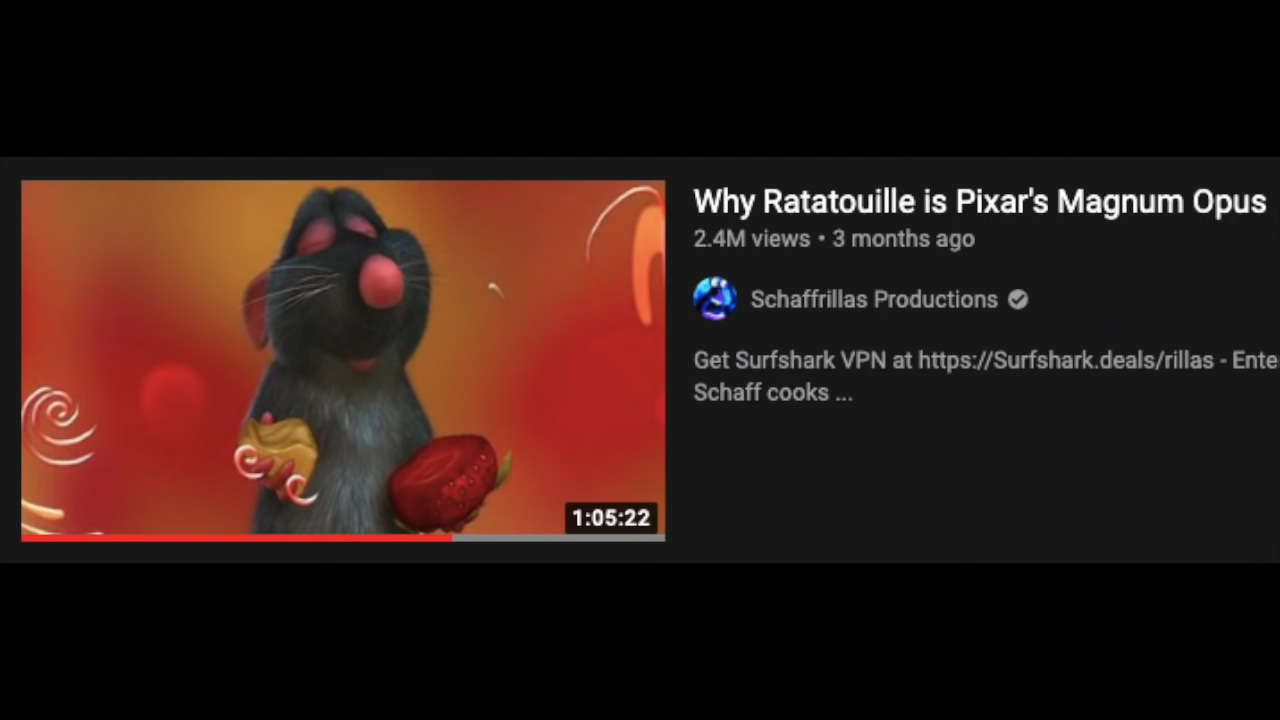 Why Ratatouille is Pixar's Magnum Opus
2.4M views • 3 months ago
Schaffrillas Productions
Get Surfshark VPN at https://Surfshark.deals/rillas - Ente
Schaff cooks ...
1:05:22